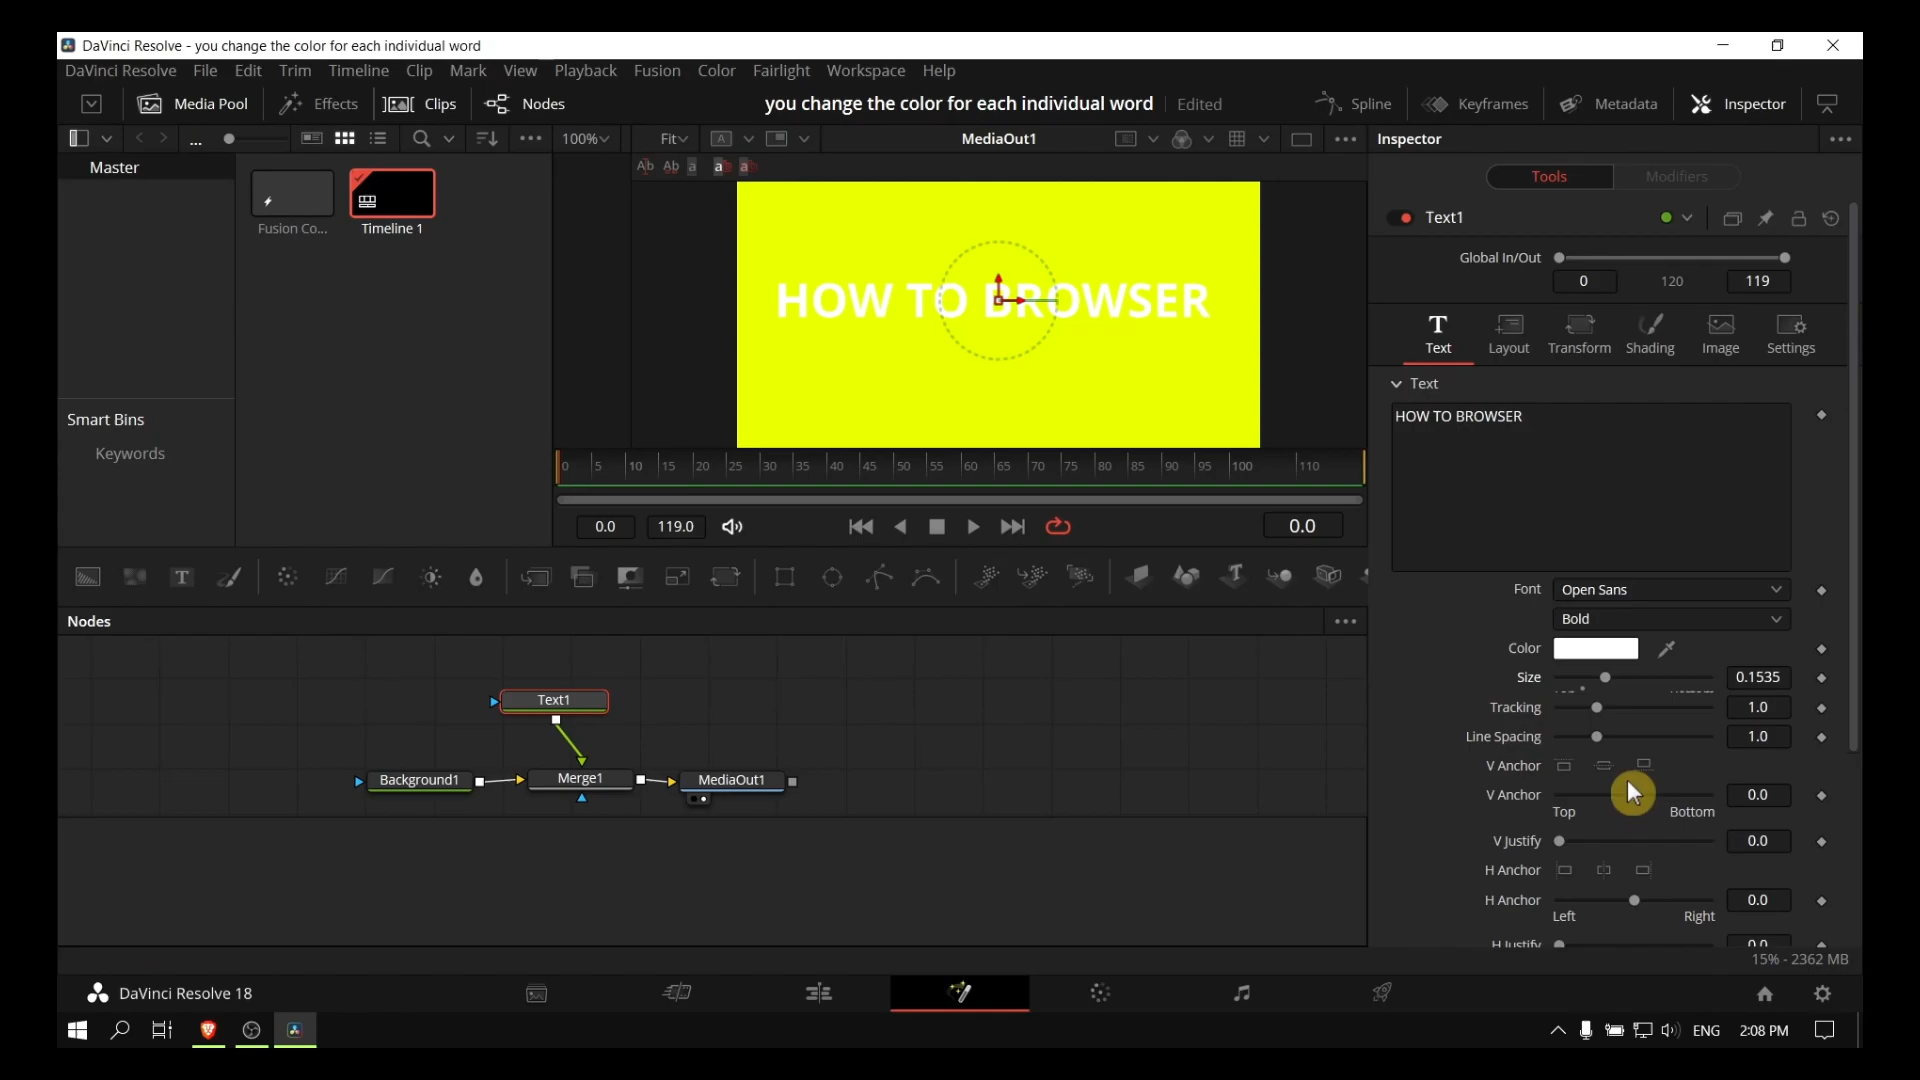 DaVinci Resolve - you change the color for each individual word
DaVinci Resolve File Edit Trim Timeline Clip Mark View Playback Fusion Color Fairlight Workspace Help
Media Pool Effects Clips Nodes you change the color for each individual word Edited Spline Keyframes Metadata Inspector
... 100% Fit A MediaOut1 Inspector
Master
Ab Ab a a a
Tools Modifiers
Fusion Co... Timeline 1
Text1
Global In/Out
0 120 119
HOW TO BROWSER
T
Text Layout Transform Shading Image Settings
Text
HOW TO BROWSER
Smart Bins
Keywords
0 5 10 15 20 25 30 35 40 45 50 55 60 65 70 75 80 85 90 95 100 110
0.0 119.0 0.0
T T
Font Open Sans
Bold
Nodes
Color
Size 0.1535
Tracking 1.0
Line Spacing 1.0
V Anchor
V Anchor 0.0
Top Bottom
V Justify 0.0
H Anchor
H Anchor 0.0
Left Right
H Justify 0.0
Text1
Background1 Merge1 MediaOut1
15% - 2362 MB
DaVinci Resolve 18
ENG 2:08 PM